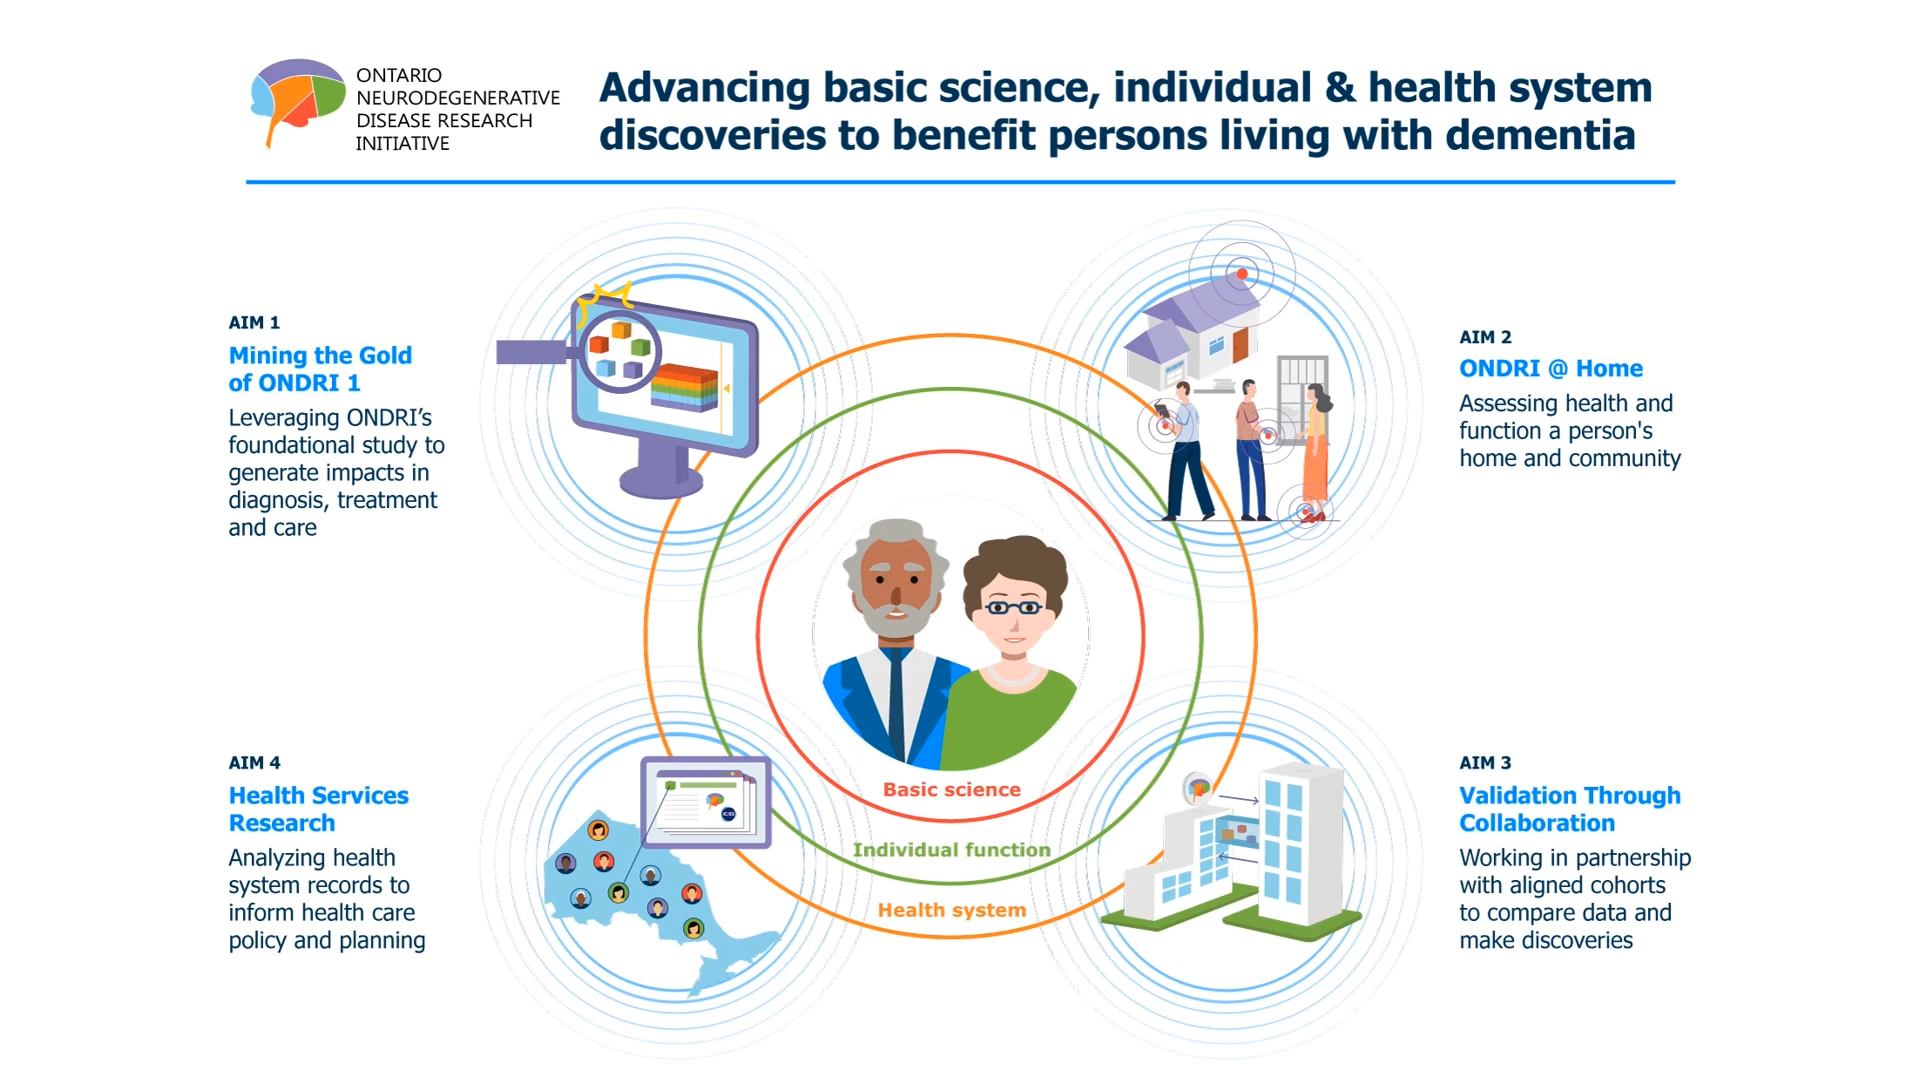 ONTARIO
NEURODEGENERATIVE
DISEASE RESEARCH
INITIATIVE
Advancing basic science, individual & health system
discoveries to benefit persons living with dementia
AIM 1
Mining the Gold
of ONDRI 1
Leveraging ONDRI’s
foundational study to
generate impacts in
diagnosis, treatment
and care
AIM 2
ONDRI @ Home
Assessing health and
function a person's
home and community
Basic science
Individual function
Health system
AIM 4
Health Services
Research
Analyzing health
system records to
inform health care
policy and planning
AIM 3
Validation Through
Collaboration
Working in partnership
with aligned cohorts
to compare data and
make discoveries